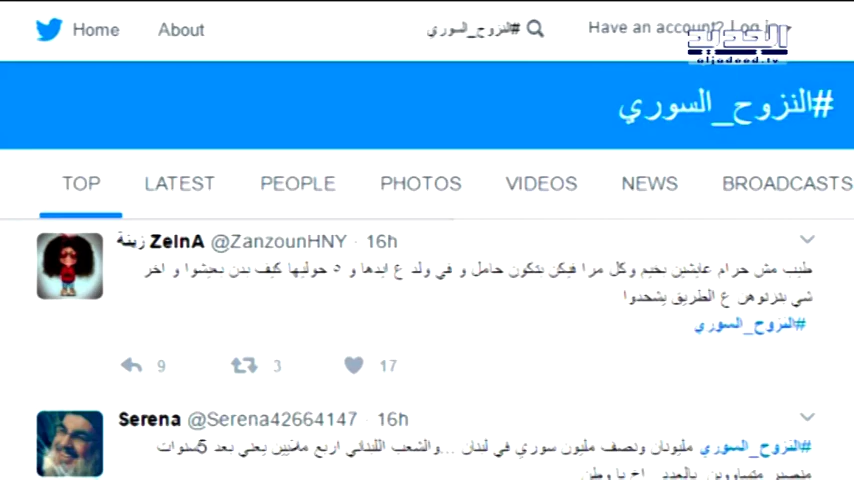 Home About #النزوح_السوري Have an account? Log
الجديد
aljadeed.tv
#النزوح_السوري
TOP LATEST PEOPLE PHOTOS VIDEOS NEWS BROADCASTS
زينة ZeInA @ZanzounHNY · 16h
طيب مش حرام عايشين بخيم وكل مرا فيكن بتكون حامل و في ولد ع ايدها و ٥ حوليها كيف بدن يعيشوا و اخر
شي بتزتوهن ع الطريق يشحدوا
#النزوح_السوري
9 3 17
Serena @Serena42664147 · 16h
#النزوح_السوري مليونان ونصف مليون سوري في لبنان ...والشعب اللبناني اربع ملايين يعني بعد 5سنوات
منصير متساويين بالعدد اخ يا وطن